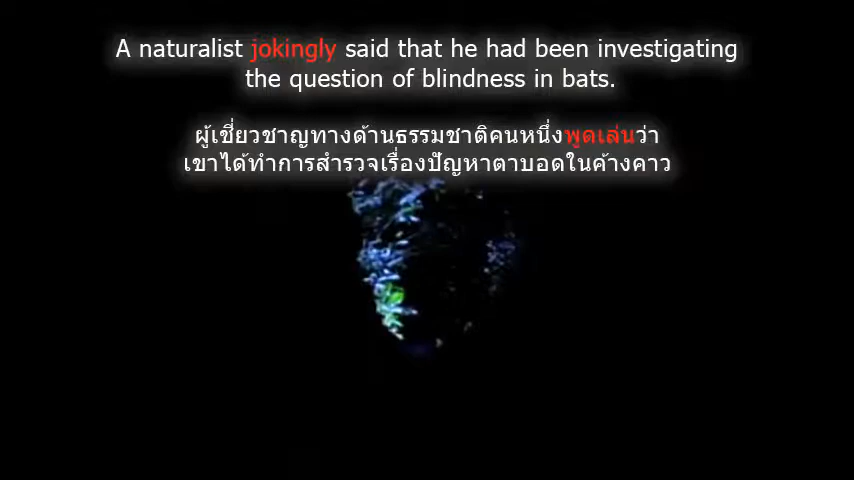 A naturalist jokingly said that he had been investigating
the question of blindness in bats.
ผู้เชี่ยวชาญทางด้านธรรมชาติคนหนึ่งพูดเล่นว่า
เขาได้ทำการสำรวจเรื่องปัญหาตาบอดในค้างคาว